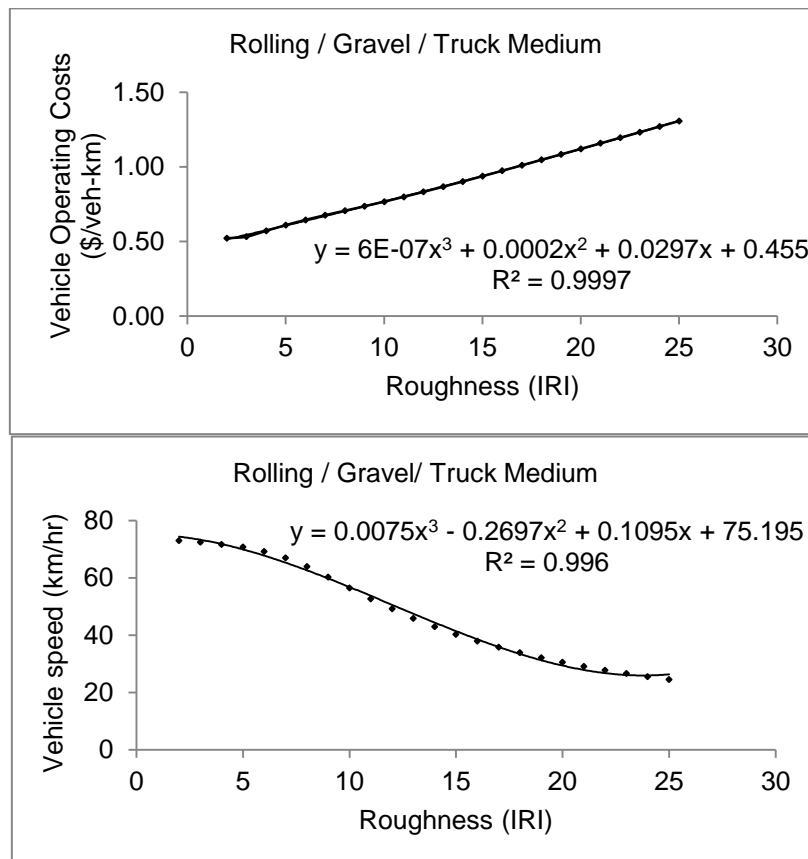 Rolling / Gravel / Truck Medium
Vehicle Operating Costs
($/veh-km)
1.50
1.00
0.50
0.00
y = 6E-07x³ + 0.0002x² + 0.0297x + 0.455
R² = 0.9997
0 5 10 15 20 25 30
Roughness (IRI)
Rolling / Gravel/ Truck Medium
Vehicle speed (km/hr)
80
60
40
20
0
y = 0.0075x³ - 0.2697x² + 0.1095x + 75.195
R² = 0.996
0 5 10 15 20 25 30
Roughness (IRI)